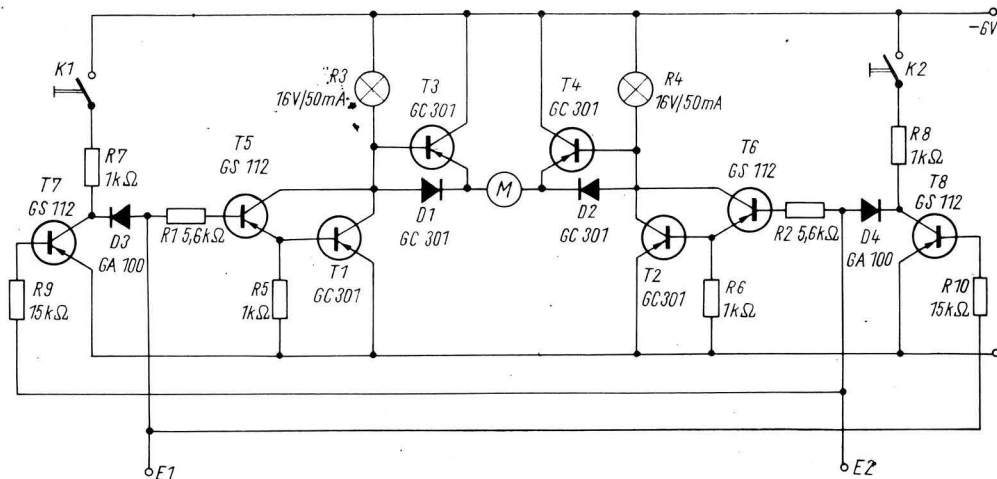 -6V
K1
R3
16V/50mA
T3
GC 301
T4
GC 301
R4
16V/50mA
K2
R7
1kΩ
T5
GS 112
T6
GS 112
R8
1kΩ
T7
GS 112
T8
GS 112
M
D3
GA 100
R1 5,6kΩ
D1
GC 301
D2
GC 301
R2 5,6kΩ
D4
GA 100
R9
15kΩ
R5
1kΩ
T1
GC301
T2
GC301
R6
1kΩ
R10
15kΩ
E1
E2